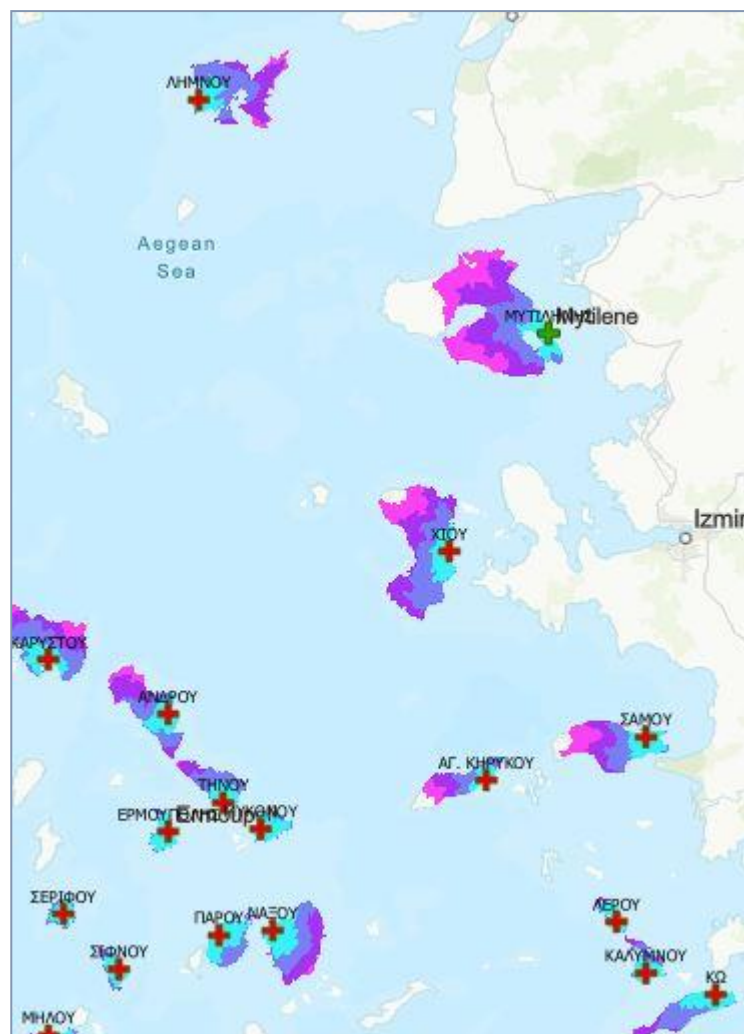 ΛΗΜΝΟΥ
Aegean
Sea
Mytilene
ΧΙΟΥ
Izmir
ΚΑΡΥΣΤΟΥ
ΑΝΔΡΟΥ
ΣΑΜΟΥ
ΑΓ. ΚΗΡΥΚΟΥ
ΤΗΝΟΥ
ΣΕΡΙΦΟΥ
ΠΑΡΟΥ
ΝΑΞΟΥ
ΛΕΡΟΥ
ΣΙΦΝΟΥ
ΚΑΛΥΜΝΟΥ
ΚΩ
ΜΗΛΟΥ